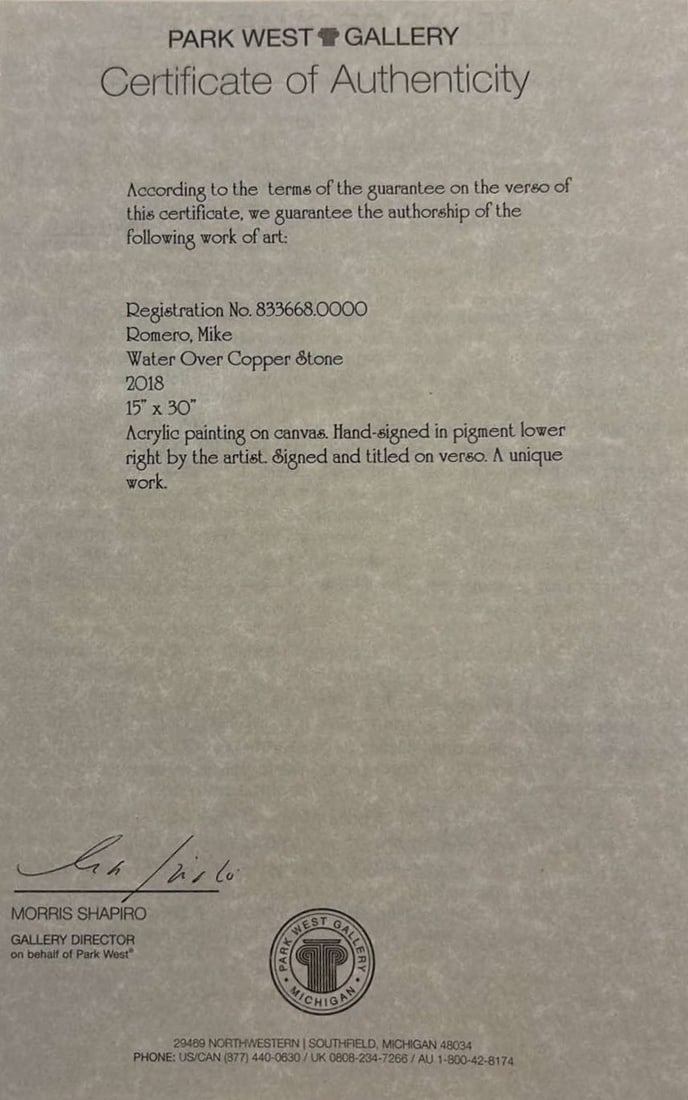 PARK WEST GALLERY
Certificate of Authenticity
According to the terms of the guarantee on the verso of
this certificate, we guarantee the authorship of the
following work of art:
Registration No. 833668.0000
Romero, Mike
Water Over Copper Stone
2018
15" x 30"
Acrylic painting on canvas. Hand-signed in pigment lower
right by the artist. Signed and titled on verso. A unique
work.
MORRIS SHAPIRO
GALLERY DIRECTOR
on behalf of Park West®
PARK WEST GALLERY
• MICHIGAN •
29469 NORTHWESTERN | SOUTHFIELD, MICHIGAN 48034
PHONE: US/CAN (877) 440-0630 / UK 0808-234-7266 / AU 1-800-42-8174